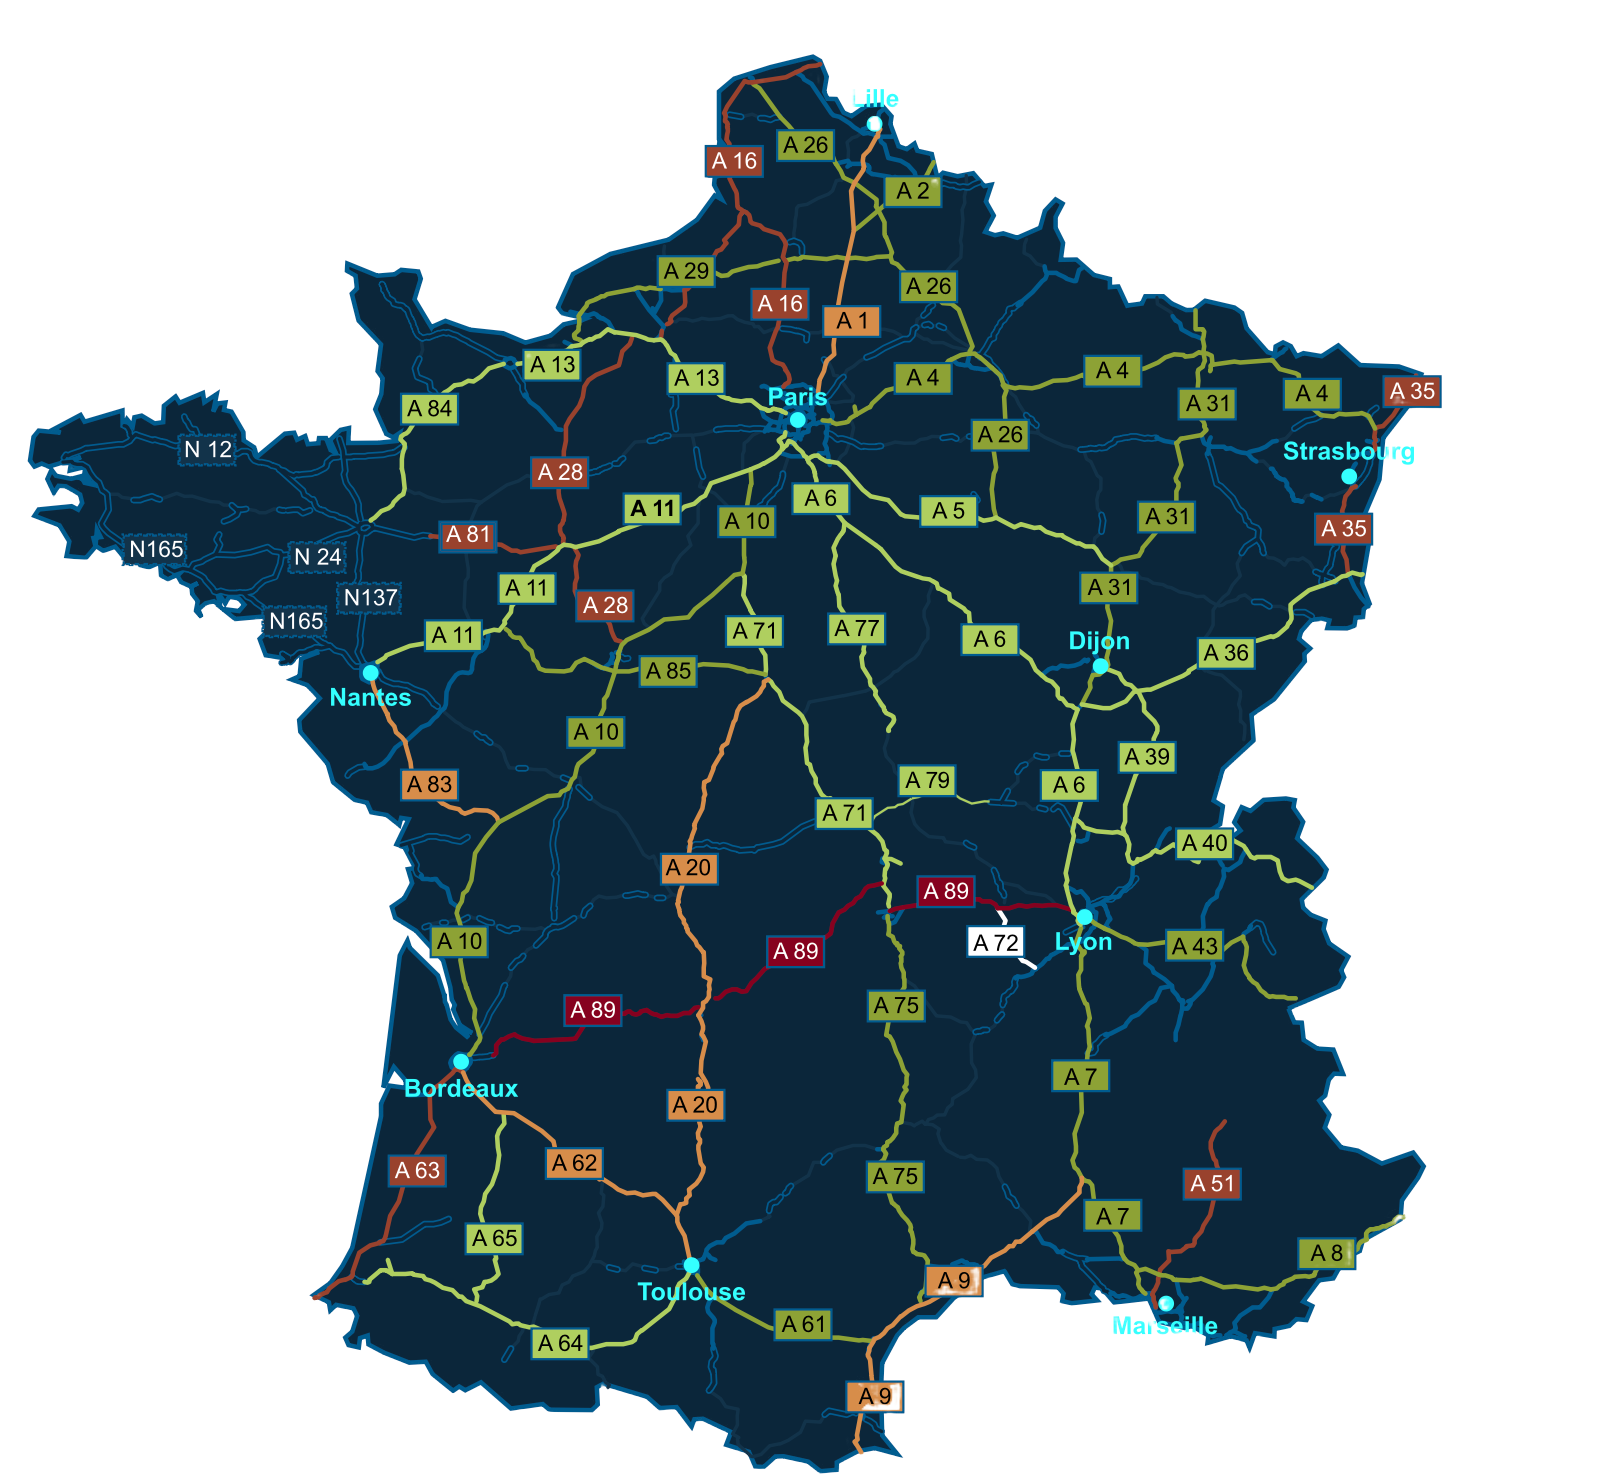 Lille
A 26
A 16
A 2
A 29
A 26
A 16
A 1
A 13
A 13
A 4
A 4
A 4
A 35
Paris
A 84
A 31
A 26
N 12
Strasbourg
A 28
A 6
A 11
A 5
A 31
A 10
A 35
A 81
N165
N 24
A 11
A 31
N137
A 28
N165
A 11
A 71
A 77
A 6
Dijon
A 36
A 85
Nantes
A 10
A 39
A 83
A 79
A 6
A 71
A 40
A 20
A 89
A 10
A 89
A 72
Lyon
A 43
A 89
A 75
A 7
Bordeaux
A 20
A 62
A 63
A 75
A 51
A 7
A 65
A 8
A 9
Toulouse
A 61
Marseille
A 64
A 9